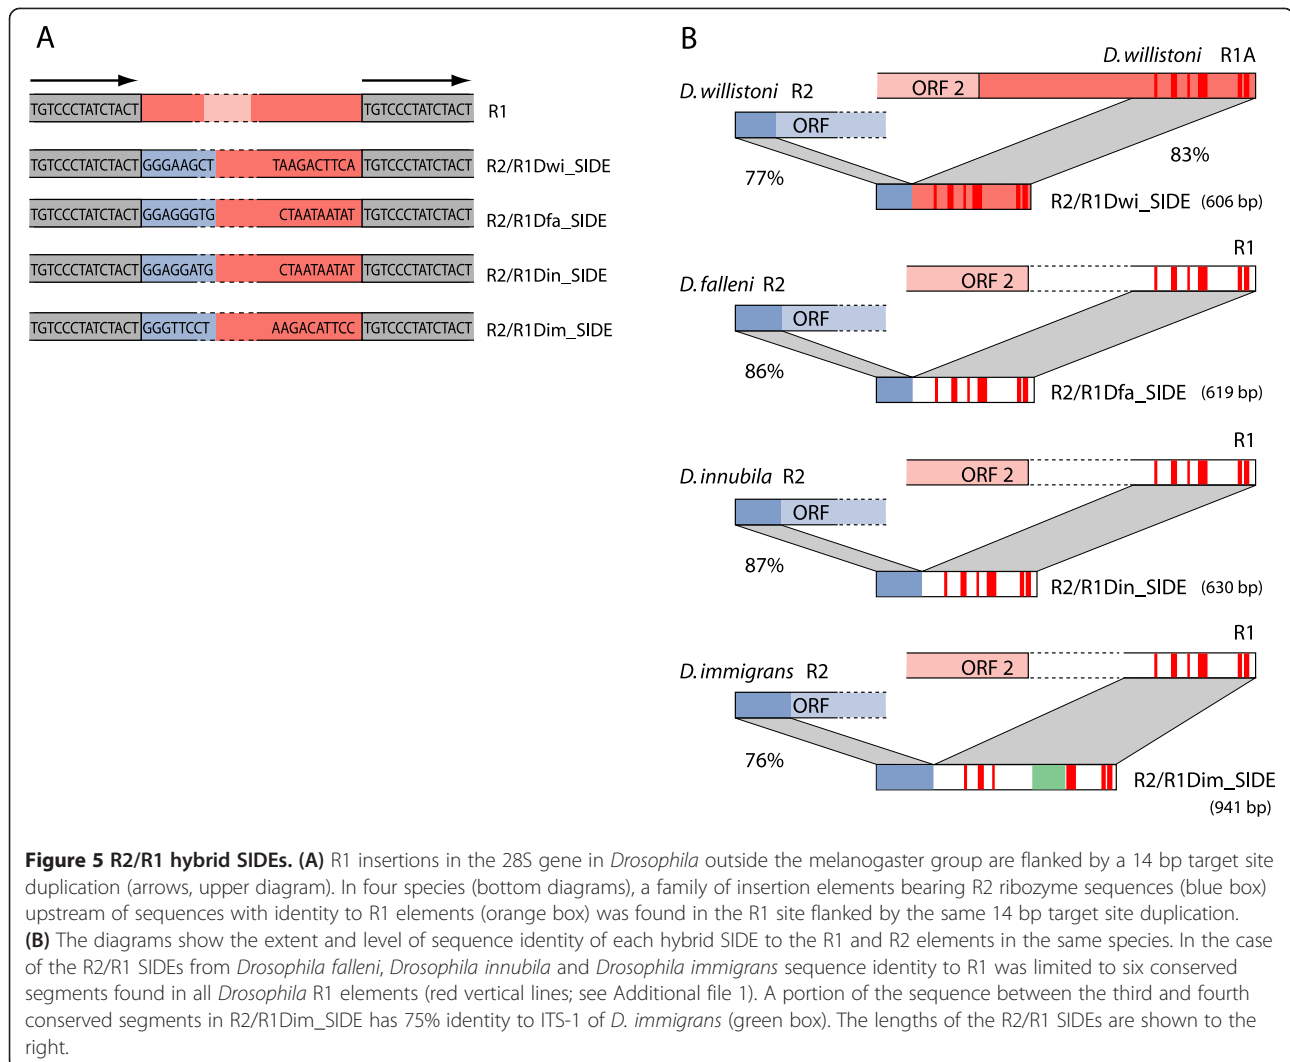 A
TGTCCCTATCTACT TGTCCCTATCTACT R1
TGTCCCTATCTACT GGGAAGCT TAAGACTTCA TGTCCCTATCTACT R2/R1Dwi_SIDE
TGTCCCTATCTACT GGAGGGTG CTAATAATAT TGTCCCTATCTACT R2/R1Dfa_SIDE
TGTCCCTATCTACT GGAGGATG CTAATAATAT TGTCCCTATCTACT R2/R1Din_SIDE
TGTCCCTATCTACT GGGTTCCT AAGACATTCC TGTCCCTATCTACT R2/R1Dim_SIDE
B
D. willistoni R1A
ORF 2
D. willistoni R2
ORF
77%
83%
R2/R1Dwi_SIDE (606 bp)
R1
ORF 2
D. falleni R2
ORF
86%
R2/R1Dfa_SIDE (619 bp)
R1
ORF 2
D. innubila R2
ORF
87%
R2/R1Din_SIDE (630 bp)
R1
ORF 2
D. immigrans R2
ORF
76%
R2/R1Dim_SIDE
(941 bp)
Figure 5 R2/R1 hybrid SIDEs. (A) R1 insertions in the 28S gene in Drosophila outside the melanogaster group are flanked by a 14 bp target site
duplication (arrows, upper diagram). In four species (bottom diagrams), a family of insertion elements bearing R2 ribozyme sequences (blue box)
upstream of sequences with identity to R1 elements (orange box) was found in the R1 site flanked by the same 14 bp target site duplication.
(B) The diagrams show the extent and level of sequence identity of each hybrid SIDE to the R1 and R2 elements in the same species. In the case
of the R2/R1 SIDEs from Drosophila falleni, Drosophila innubila and Drosophila immigrans sequence identity to R1 was limited to six conserved
segments found in all Drosophila R1 elements (red vertical lines; see Additional file 1). A portion of the sequence between the third and fourth
conserved segments in R2/R1Dim_SIDE has 75% identity to ITS-1 of D. immigrans (green box). The lengths of the R2/R1 SIDEs are shown to the
right.